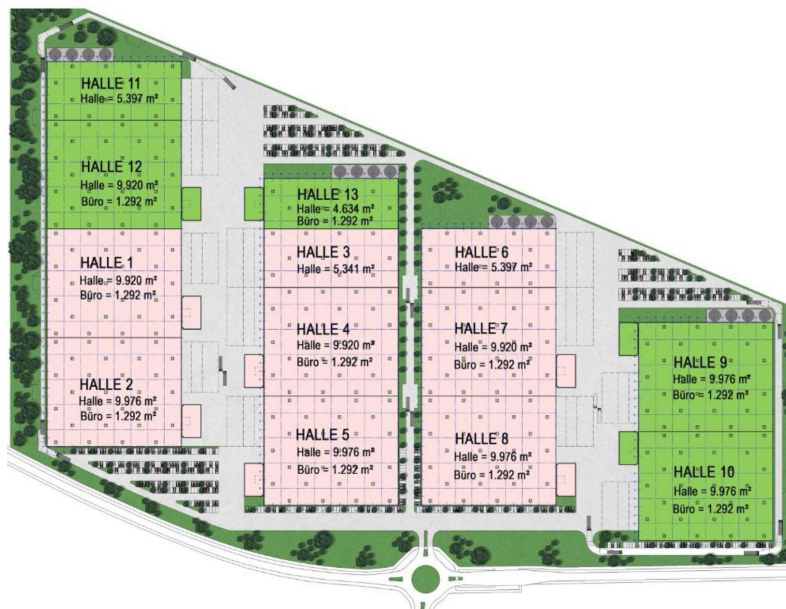 HALLE 11
Halle = 5.397 m²
HALLE 12
Halle = 9.920 m²
Büro = 1.292 m²
HALLE 1
Halle = 9.920 m²
Büro = 1.292 m²
HALLE 2
Halle = 9.976 m²
Büro = 1.292 m²
HALLE 13
Halle = 4.634 m²
Büro = 1.292 m²
HALLE 3
Halle = 5.341 m²
HALLE 4
Halle = 9.920 m²
Büro = 1.292 m²
HALLE 5
Halle = 9.976 m²
Büro = 1.292 m²
HALLE 6
Halle = 5.397 m²
HALLE 7
Halle = 9.920 m²
Büro = 1.292 m²
HALLE 8
Halle = 9.976 m²
Büro = 1.292 m²
HALLE 9
Halle = 9.976 m²
Büro = 1.292 m²
HALLE 10
Halle = 9.976 m²
Büro = 1.292 m²